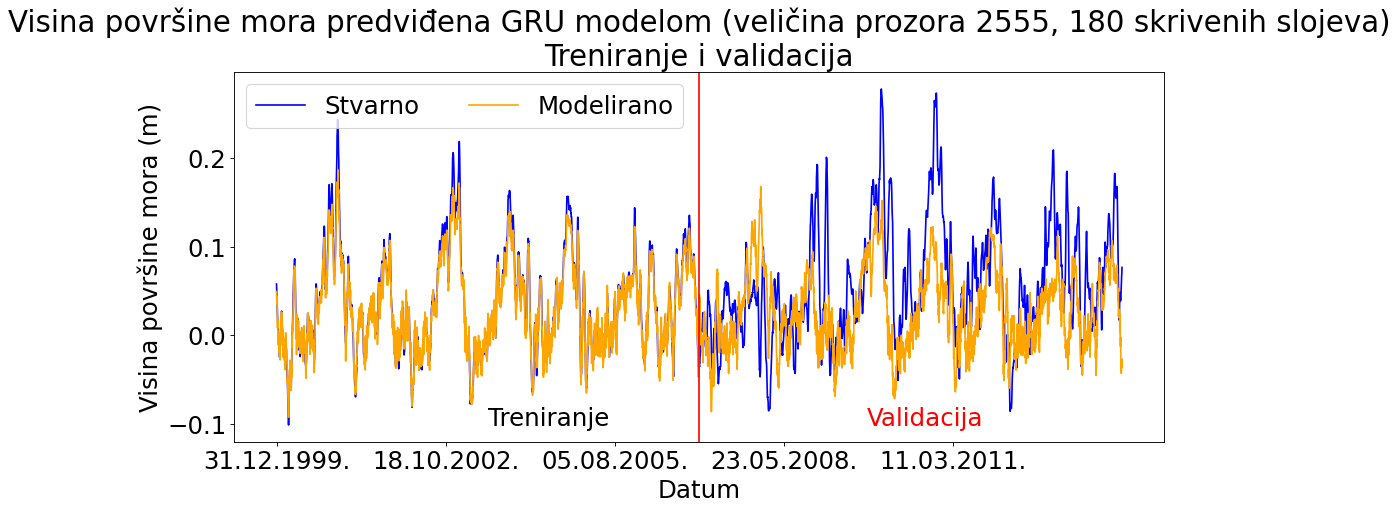 Visina površine mora predviđena GRU modelom (veličina prozora 2555, 180 skrivenih slojeva)
Treniranje i validacija
Stvarno
Modelirano
Visina površine mora (m)
0.2
0.1
0.0
−0.1
Treniranje
Validacija
31.12.1999.
18.10.2002.
05.08.2005.
23.05.2008.
11.03.2011.
Datum